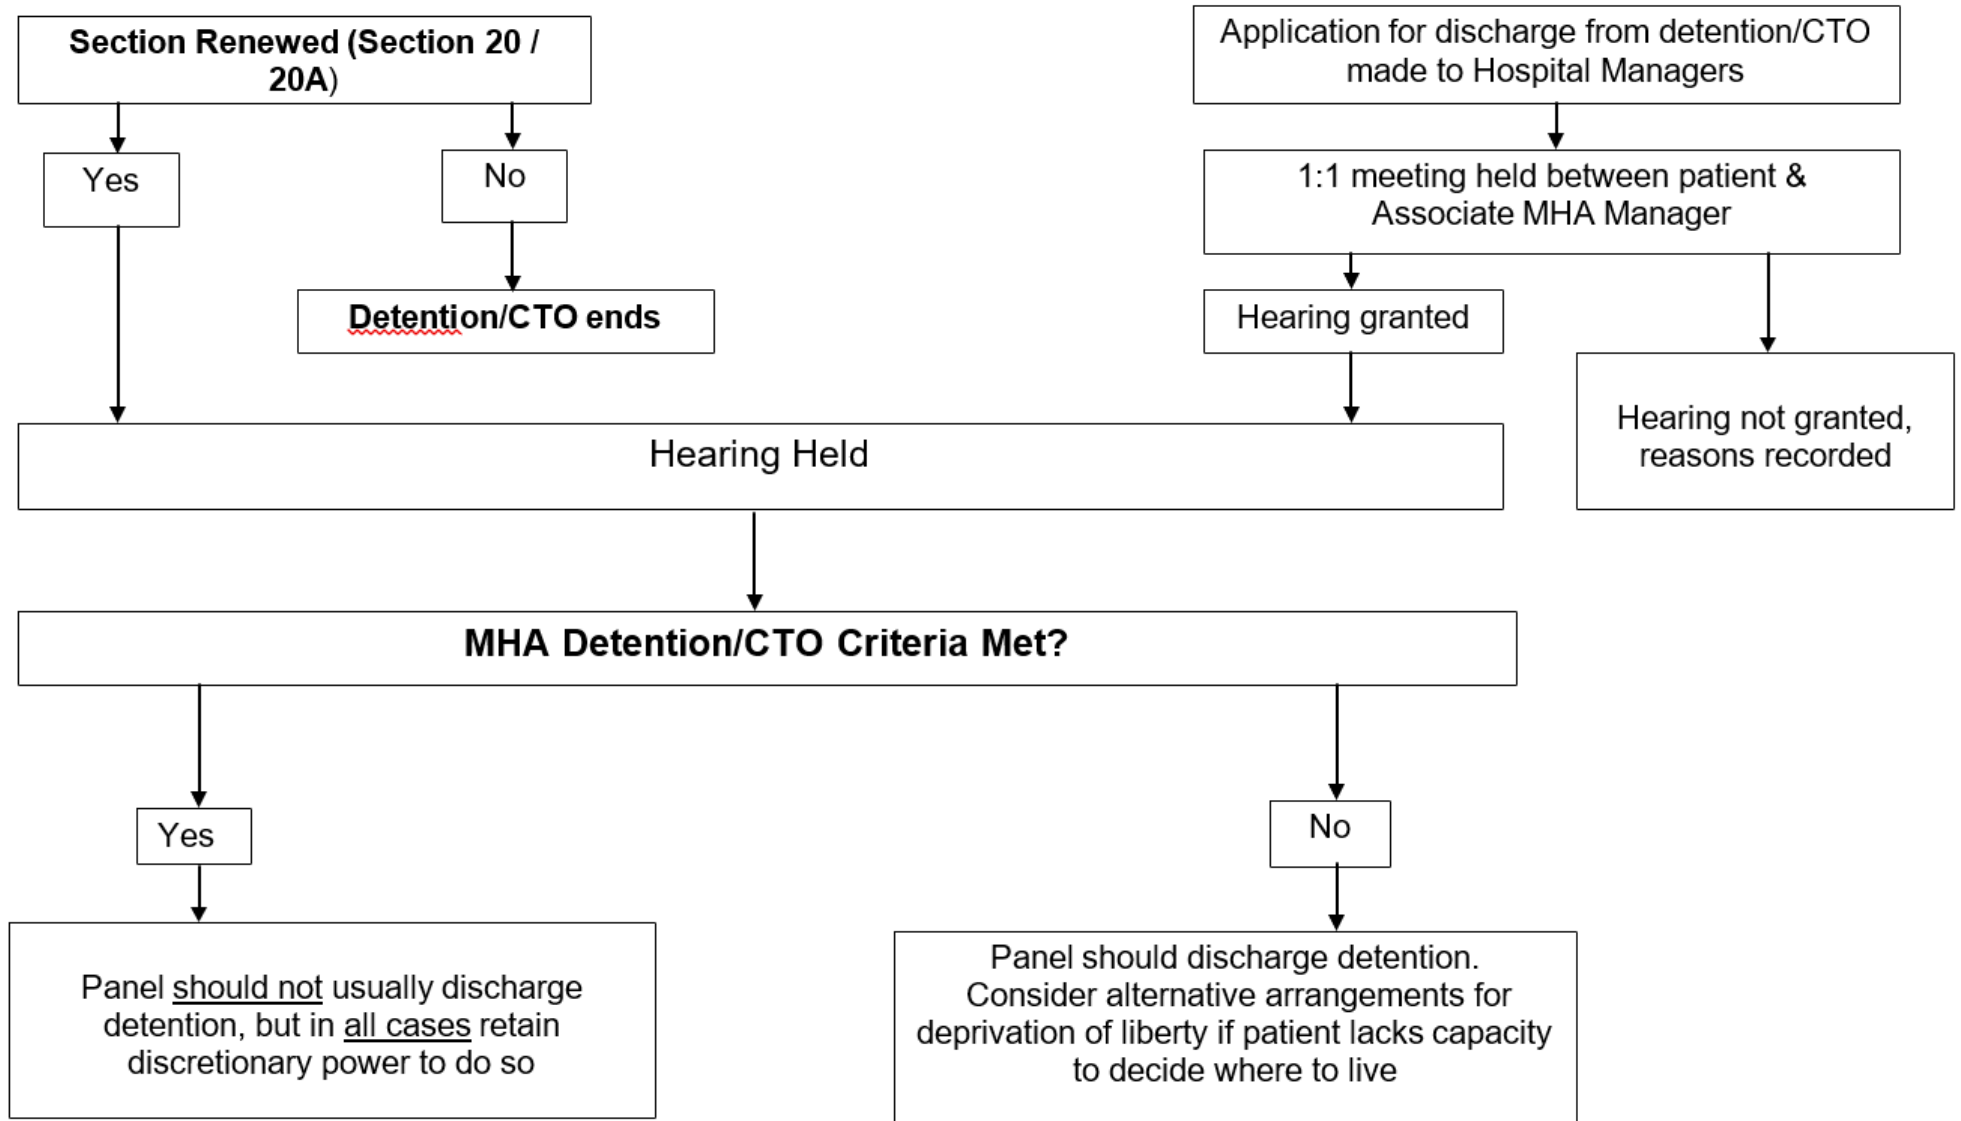 Section Renewed (Section 20 /
20A)
Application for discharge from detention/CTO
made to Hospital Managers
Yes
No
1:1 meeting held between patient &
Associate MHA Manager
Detention/CTO ends
Hearing granted
Hearing not granted,
reasons recorded
Hearing Held
MHA Detention/CTO Criteria Met?
Yes
No
Panel should not usually discharge
detention, but in all cases retain
discretionary power to do so
Panel should discharge detention.
Consider alternative arrangements for
deprivation of liberty if patient lacks capacity
to decide where to live